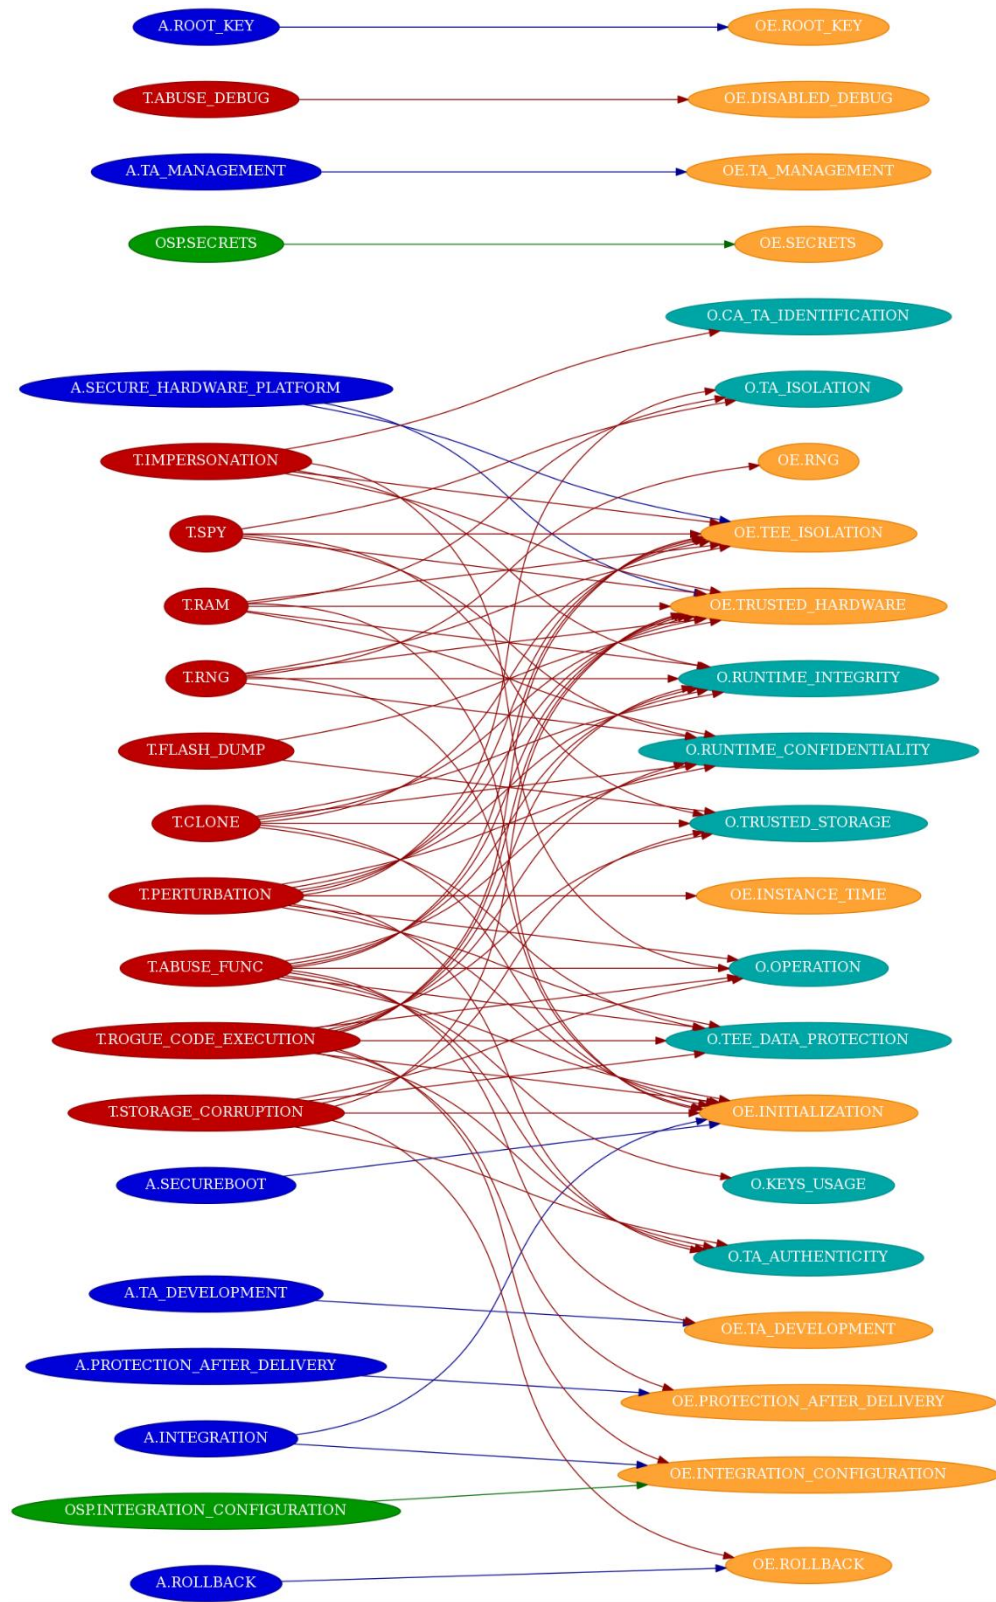 A.ROOT_KEY
OE.ROOT_KEY
T.ABUSE_DEBUG
OE.DISABLED_DEBUG
A.TA_MANAGEMENT
OE.TA_MANAGEMENT
OSP.SECRETS
OE.SECRETS
O.CA_TA_IDENTIFICATION
A.SECURE_HARDWARE_PLATFORM
O.TA_ISOLATION
T.IMPERSONATION
OE.RNG
T.SPY
OE.TEE_ISOLATION
T.RAM
OE.TRUSTED_HARDWARE
T.RNG
O.RUNTIME_INTEGRITY
T.FLASH_DUMP
O.RUNTIME_CONFIDENTIALITY
T.CLONE
O.TRUSTED_STORAGE
T.PERTURBATION
OE.INSTANCE_TIME
T.ABUSE_FUNC
O.OPERATION
T.ROGUE_CODE_EXECUTION
O.TEE_DATA_PROTECTION
T.STORAGE_CORRUPTION
OE.INITIALIZATION
A.SECUREBOOT
O.KEYS_USAGE
O.TA_AUTHENTICITY
A.TA_DEVELOPMENT
OE.TA_DEVELOPMENT
A.PROTECTION_AFTER_DELIVERY
OE.PROTECTION_AFTER_DELIVERY
A.INTEGRATION
OE.INTEGRATION_CONFIGURATION
OSP.INTEGRATION_CONFIGURATION
OE.ROLLBACK
A.ROLLBACK